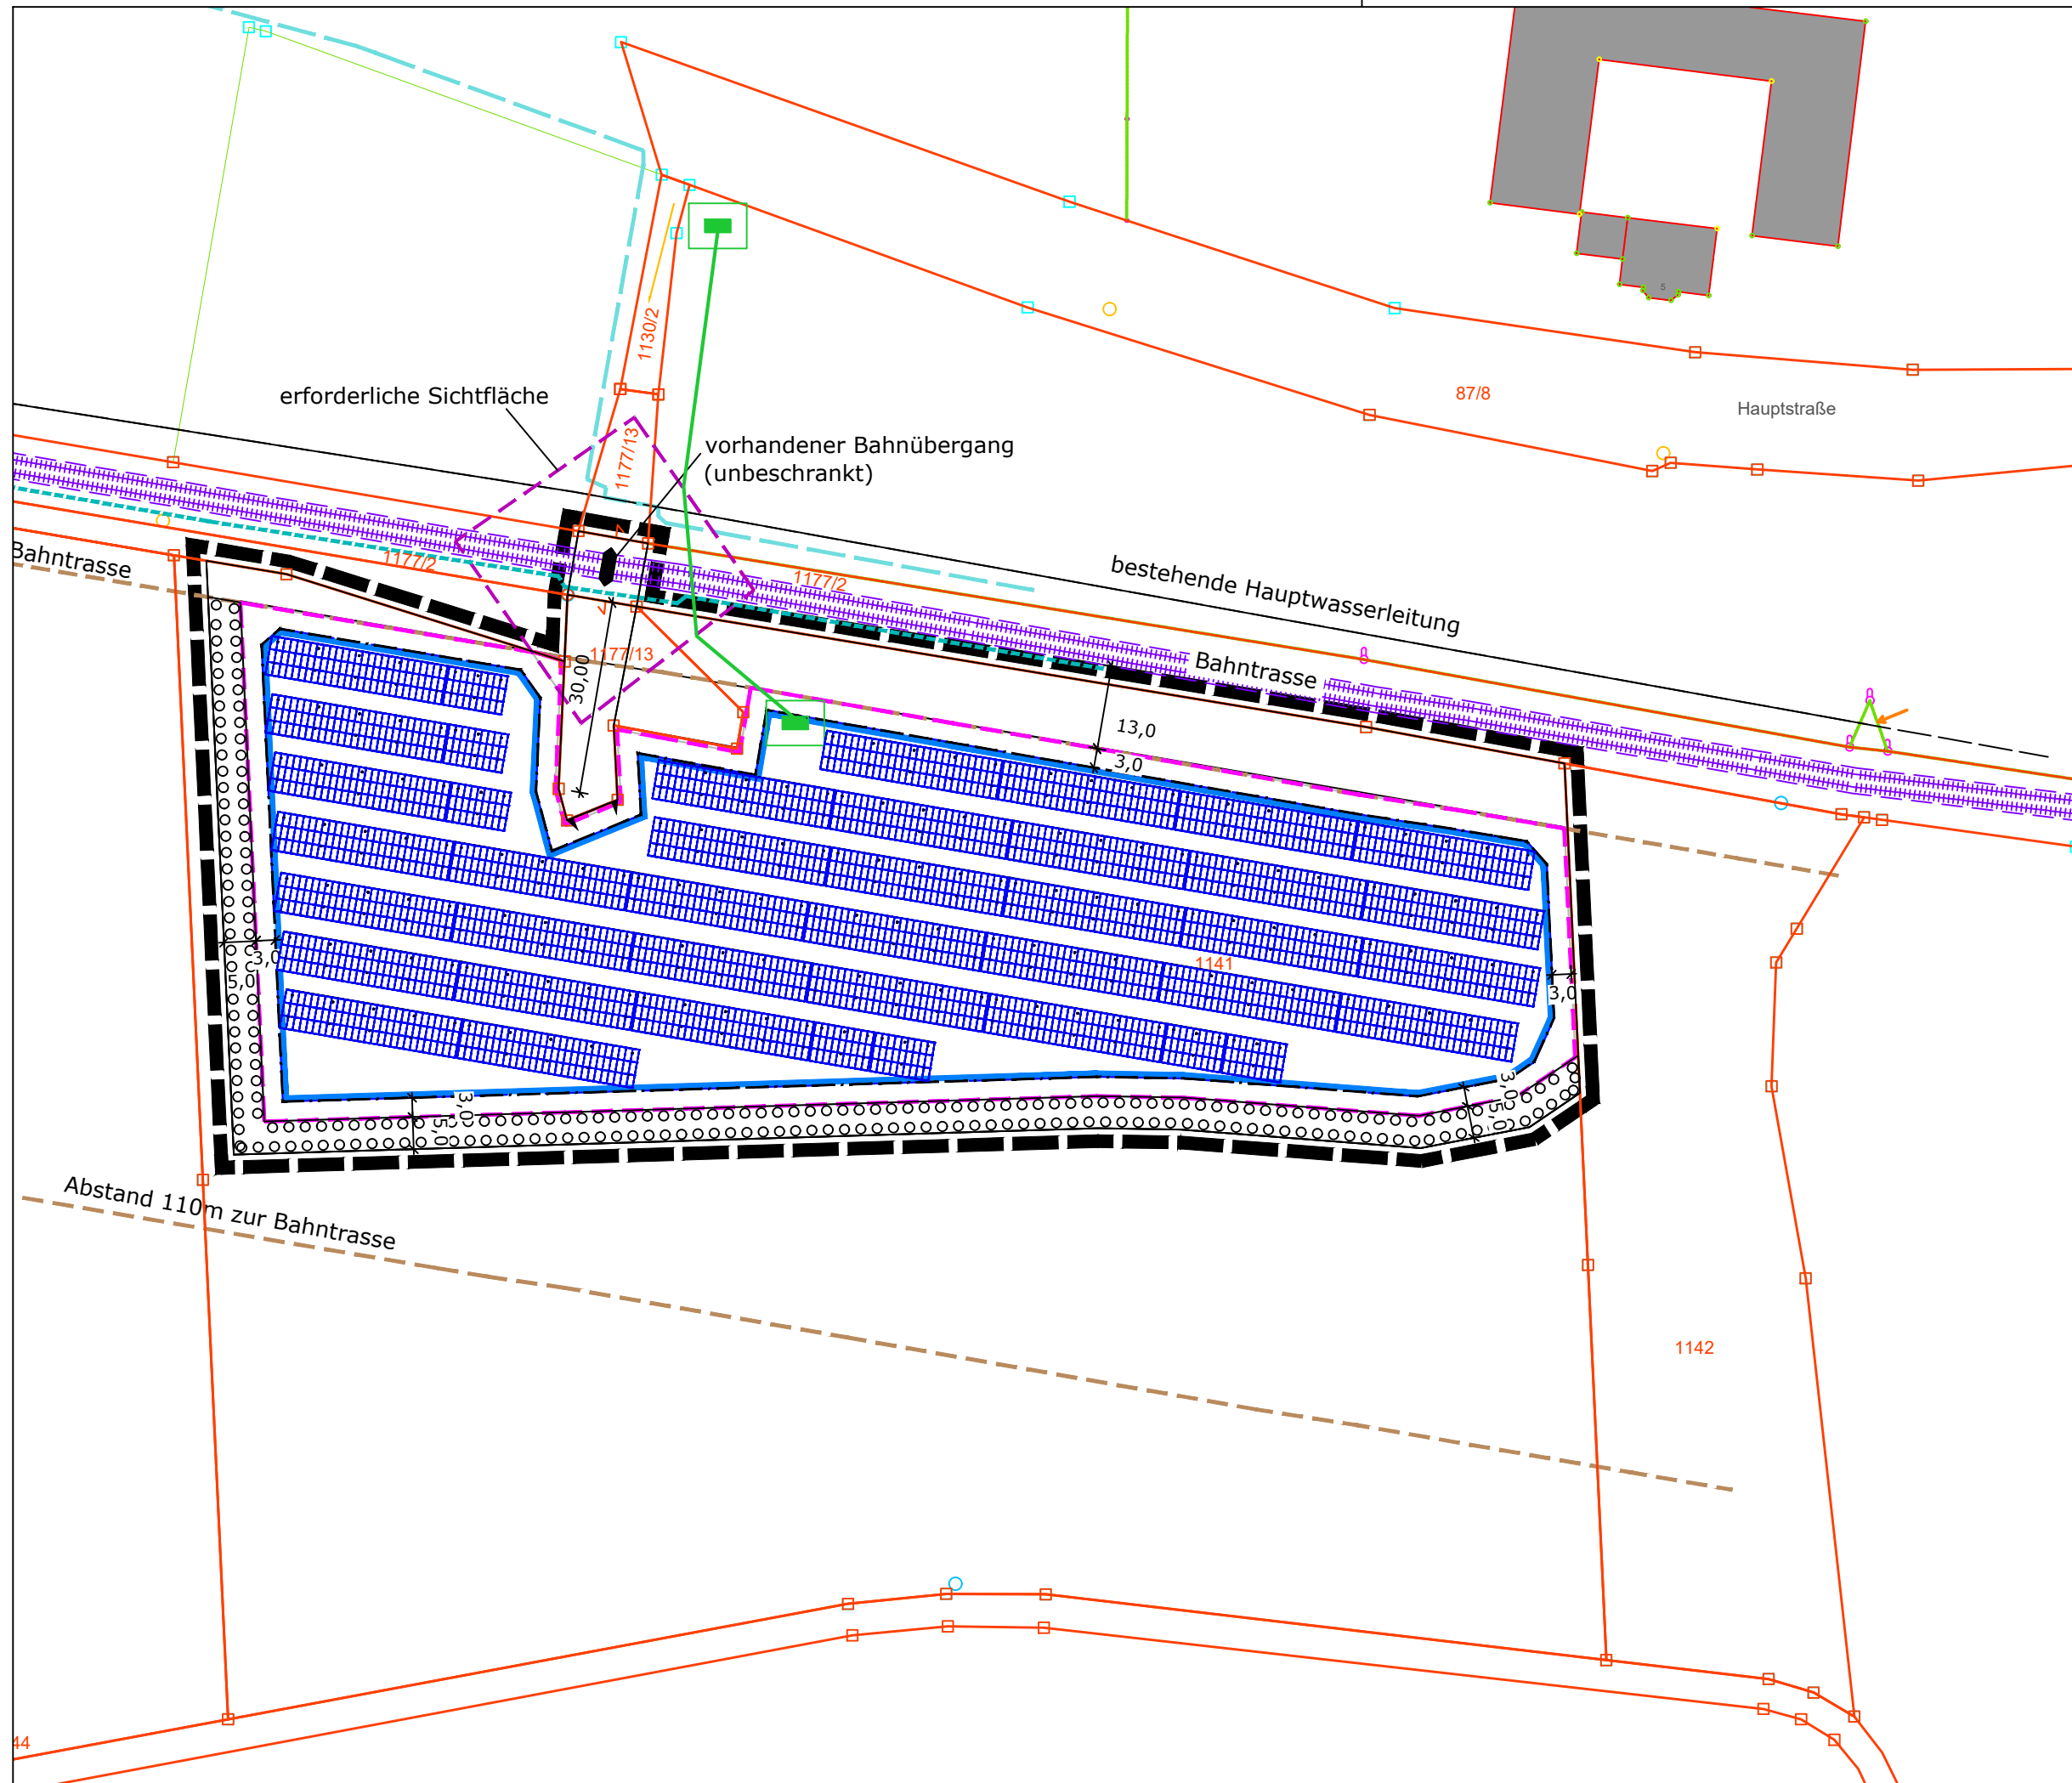 1130/2
87/8
Hauptstraße
5
erforderliche Sichtfläche
1177/13
vorhandener Bahnübergang
(unbeschrankt)
Bahntrasse
1177/2
1177/2
bestehende Hauptwasserleitung
Bahntrasse
1177/13
30,00
13,0
3,0
1141
3,0
5,0
3,0
3,0
5,0
3,0
5,0
Abstand 110m zur Bahntrasse
1142
44